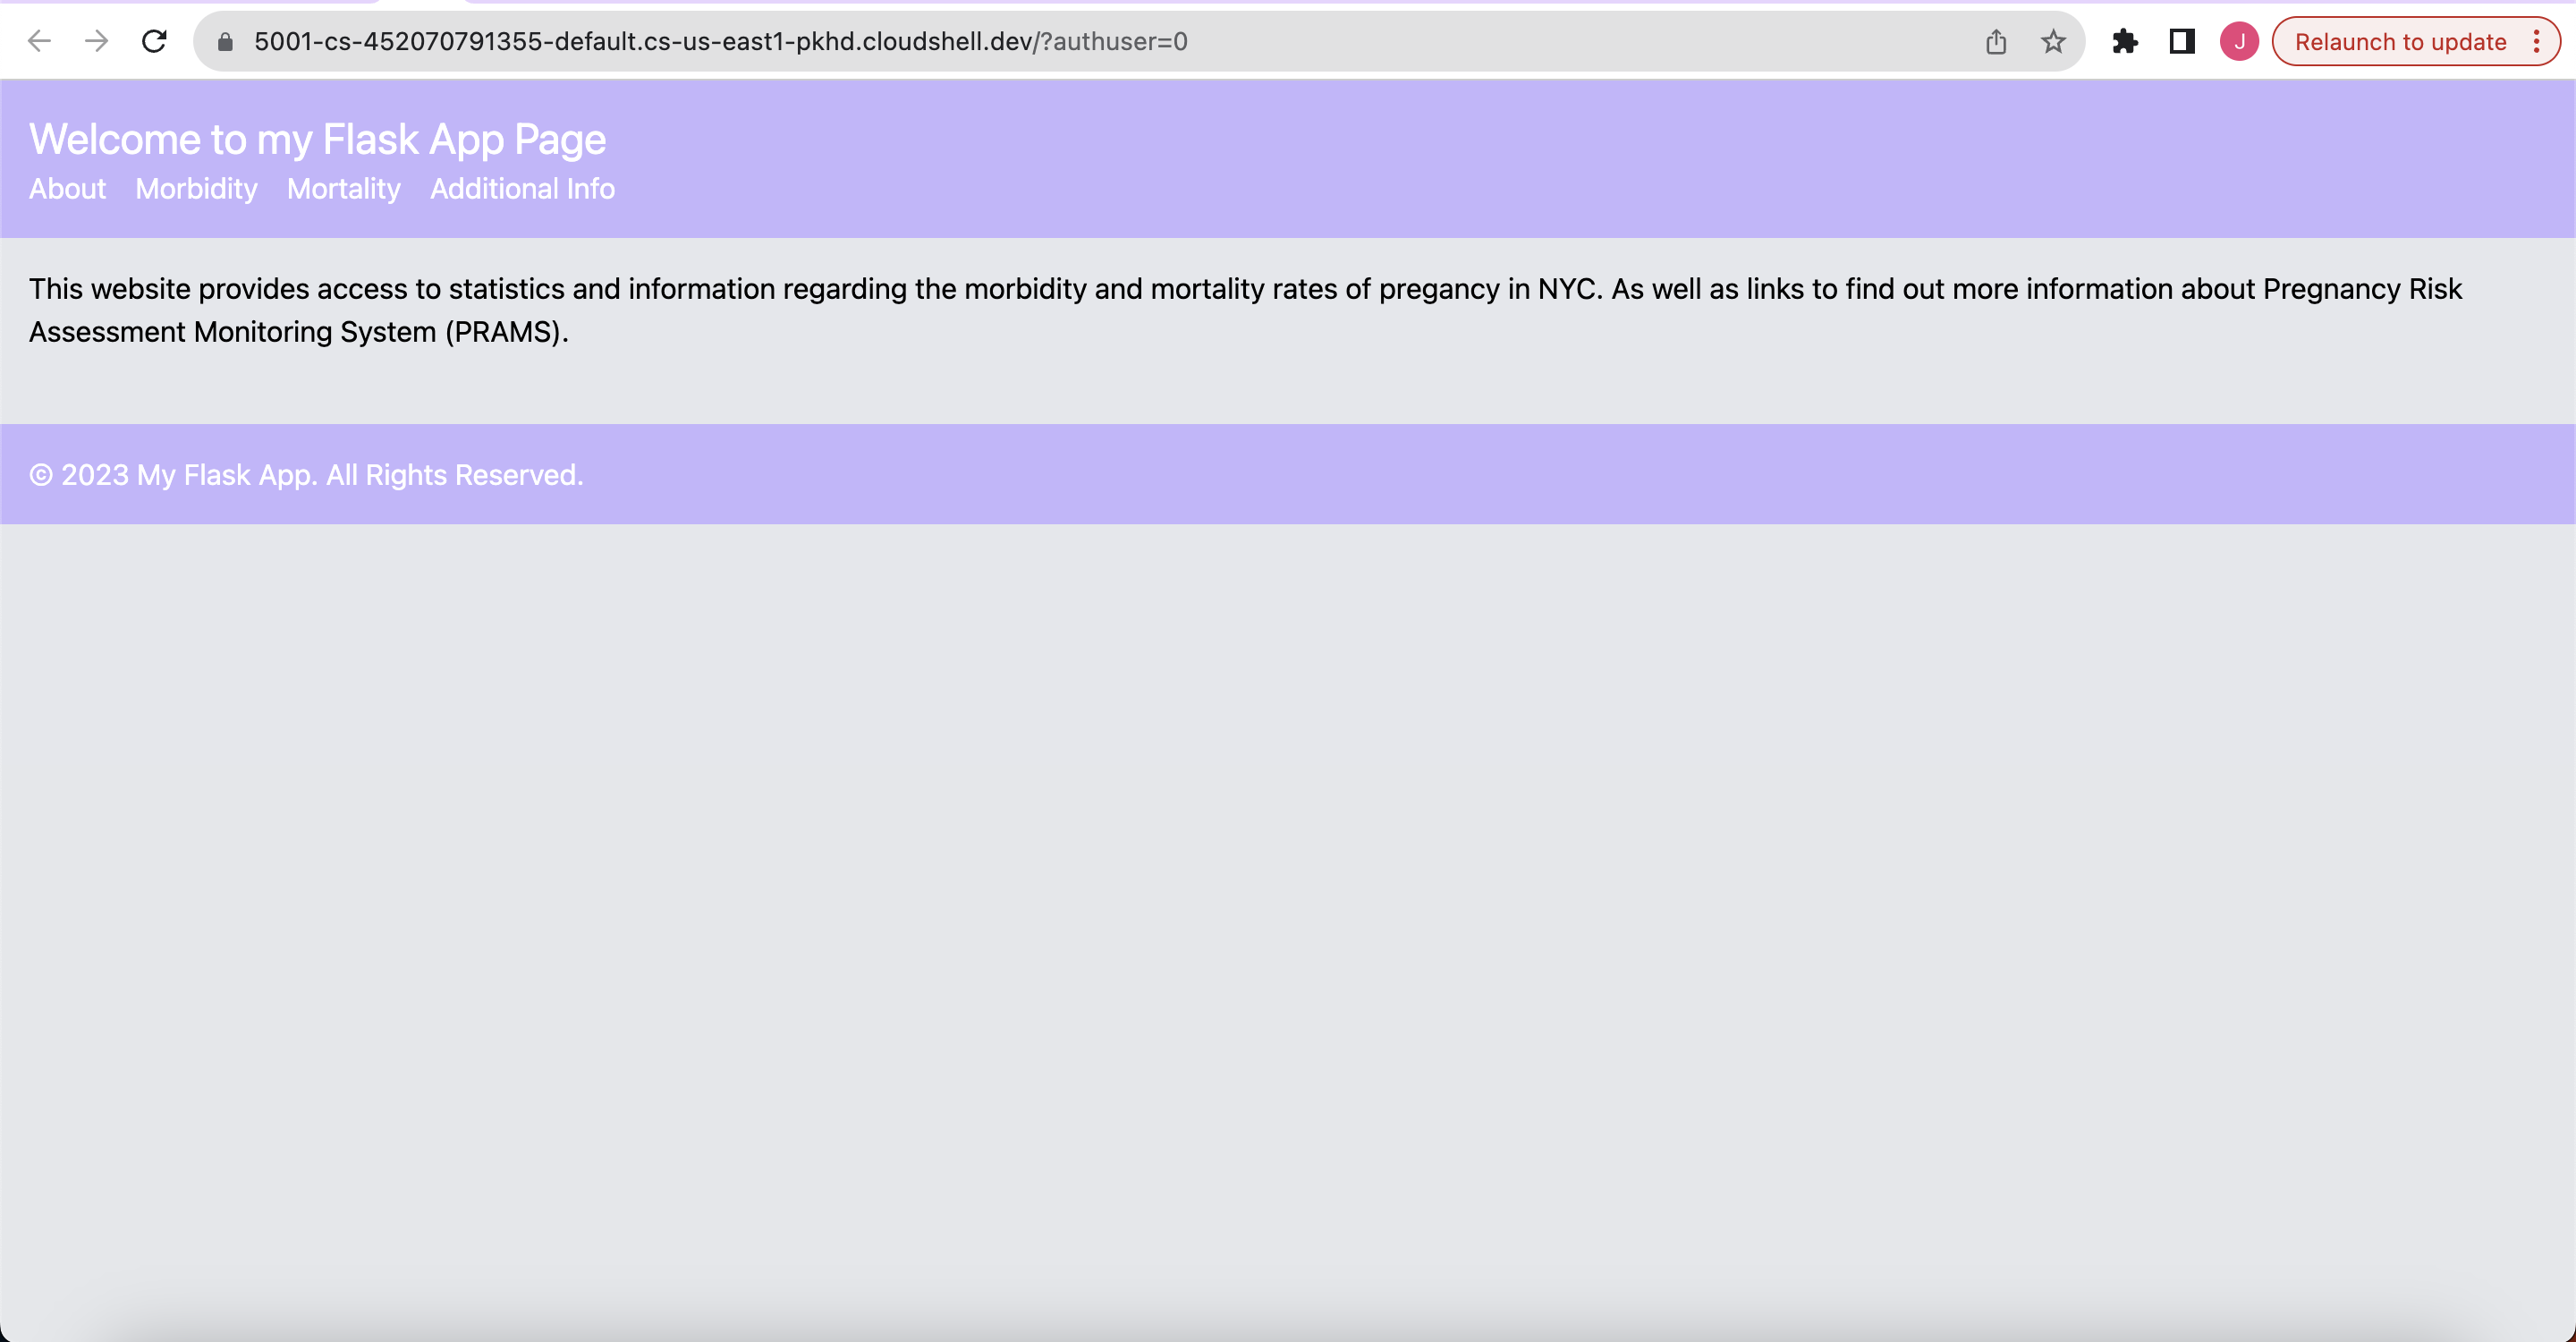 5001-cs-452070791355-default.cs-us-east1-pkhd.cloudshell.dev/?authuser=0
J
Relaunch to update
Welcome to my Flask App Page
About Morbidity Mortality Additional Info
This website provides access to statistics and information regarding the morbidity and mortality rates of pregancy in NYC. As well as links to find out more information about Pregnancy Risk
Assessment Monitoring System (PRAMS).
© 2023 My Flask App. All Rights Reserved.